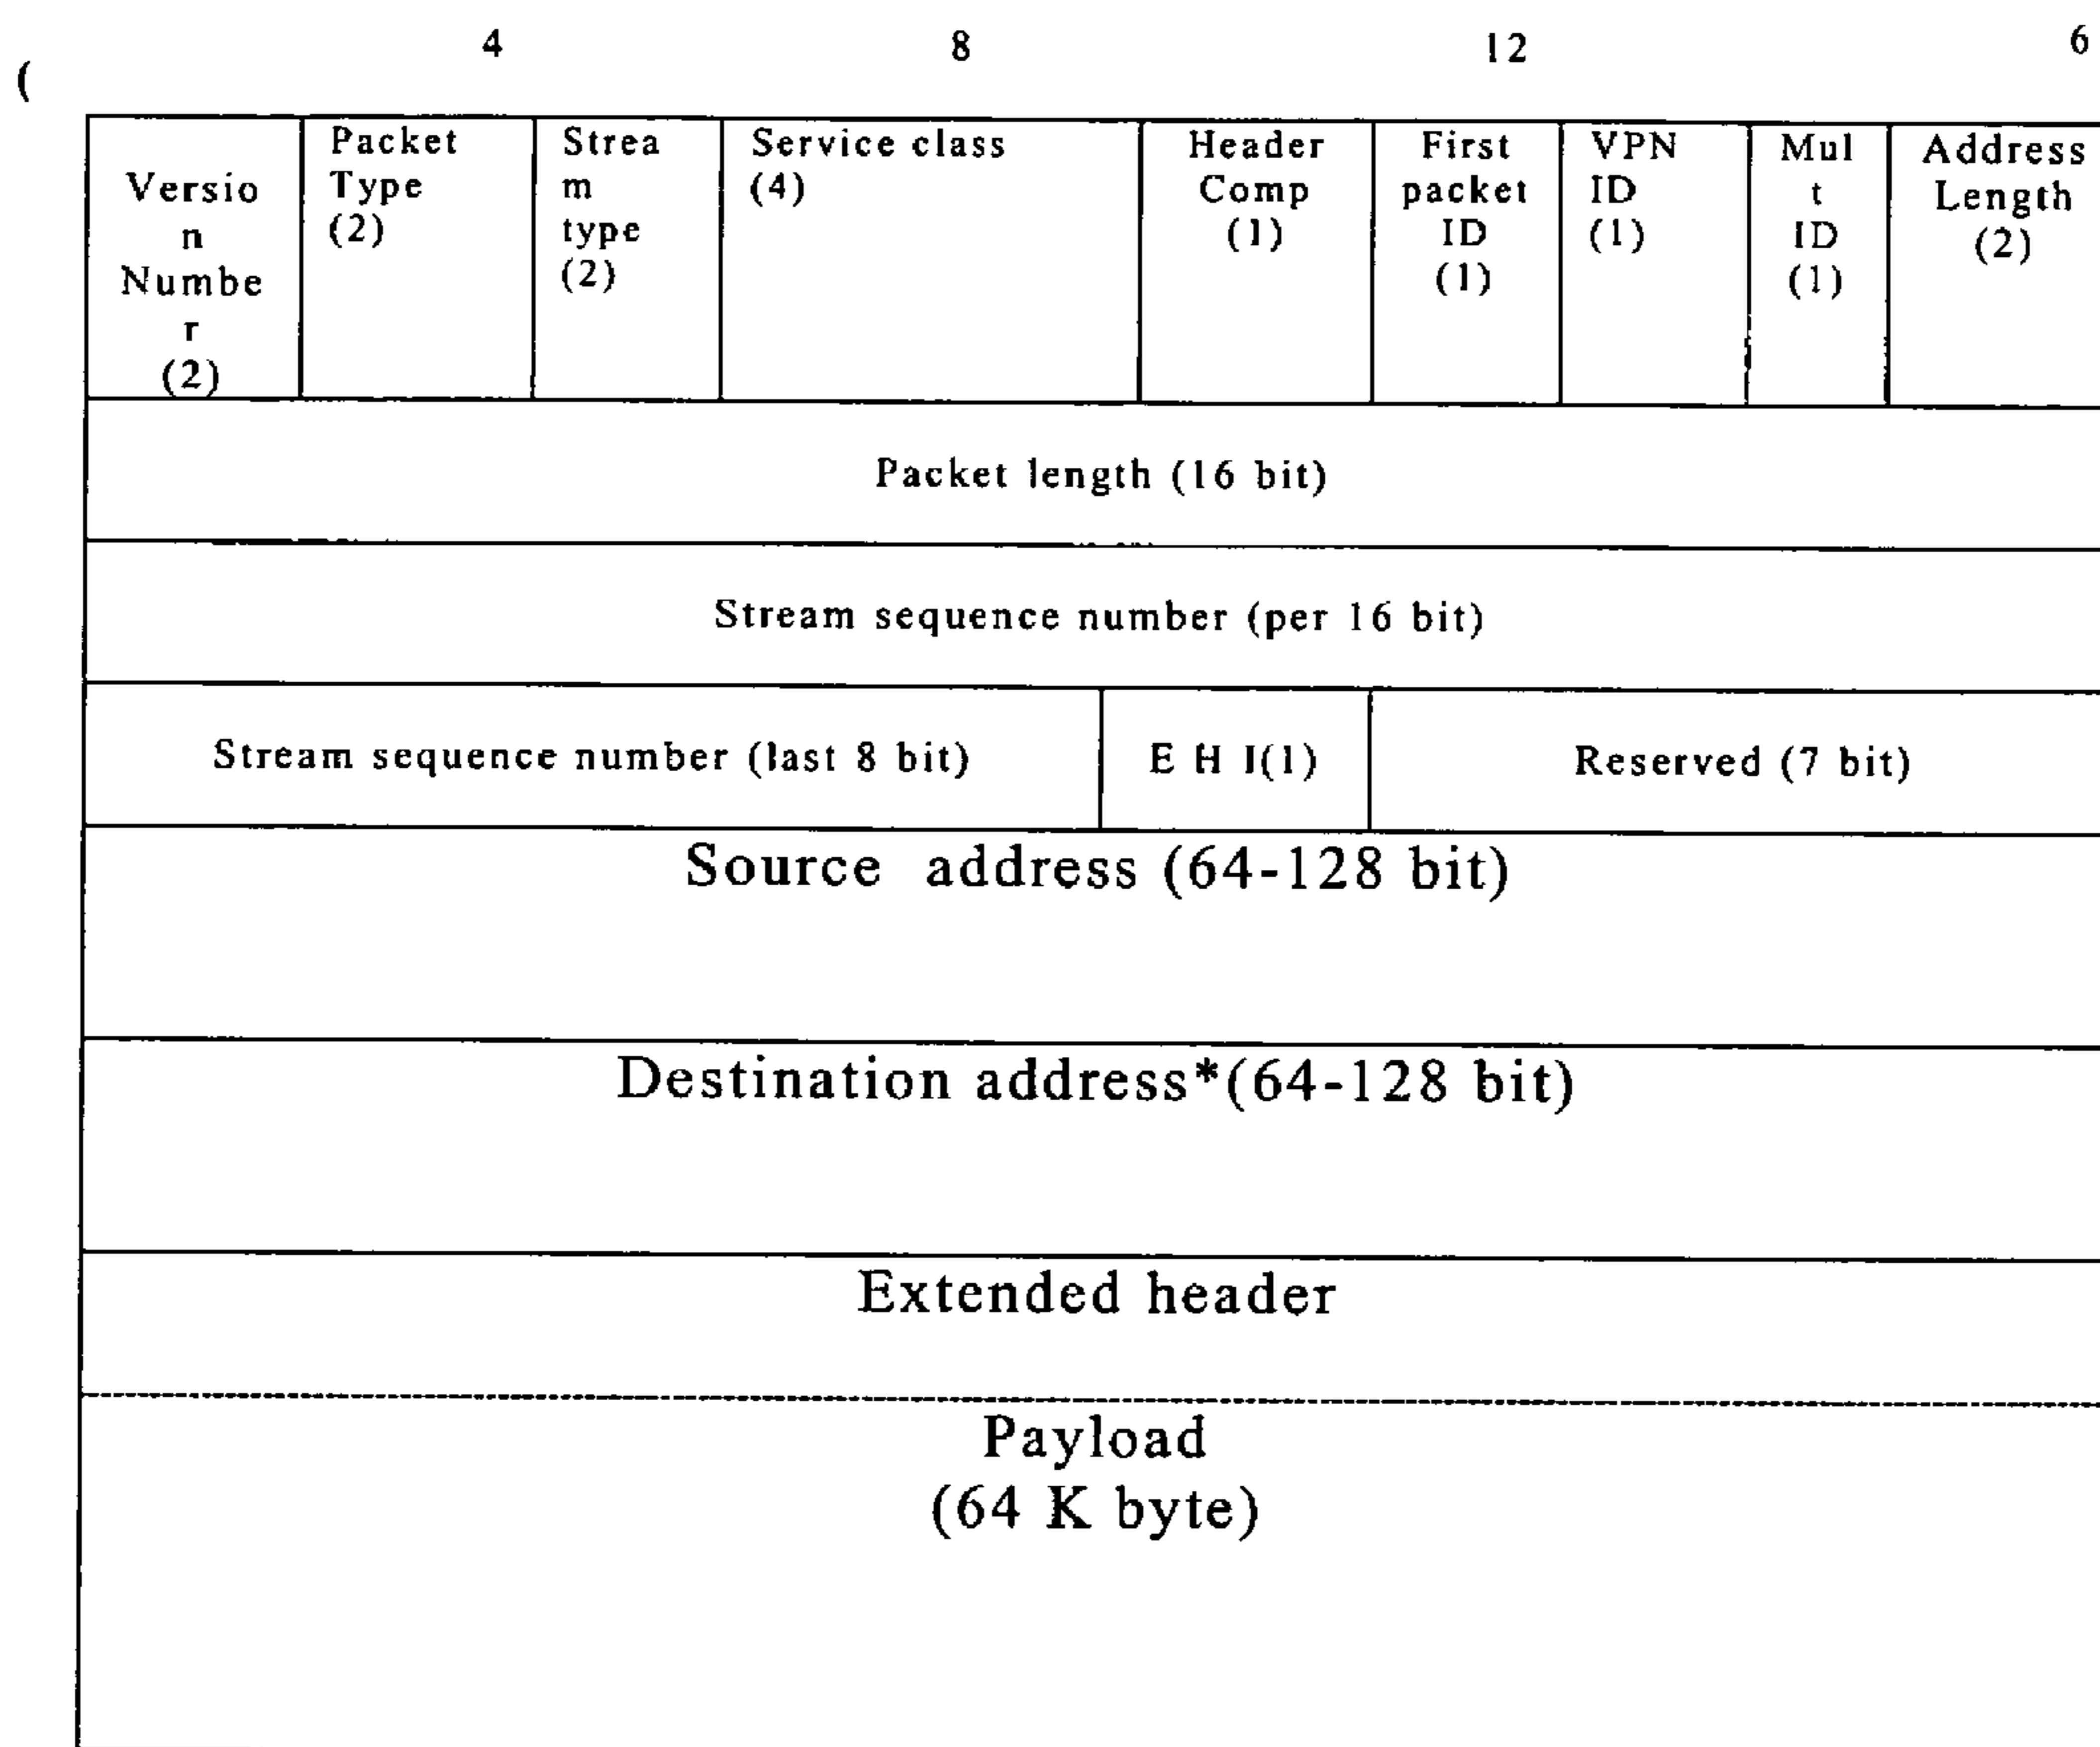 4 8 12 6
(
Versio
n
Numbe
r
(2)
Packet
Type
(2)
Strea
m
type
(2)
Service class
(4)
Header
Comp
(1)
First
packet
ID
(1)
VPN
ID
(1)
Mul
t
ID
(1)
Address
Length
(2)
Packet length (16 bit)
Stream sequence number (per 16 bit)
Stream sequence number (last 8 bit)
E H I(1)
Reserved (7 bit)
Source address (64-128 bit)
Destination address*(64-128 bit)
Extended header
Payload
(64 K byte)